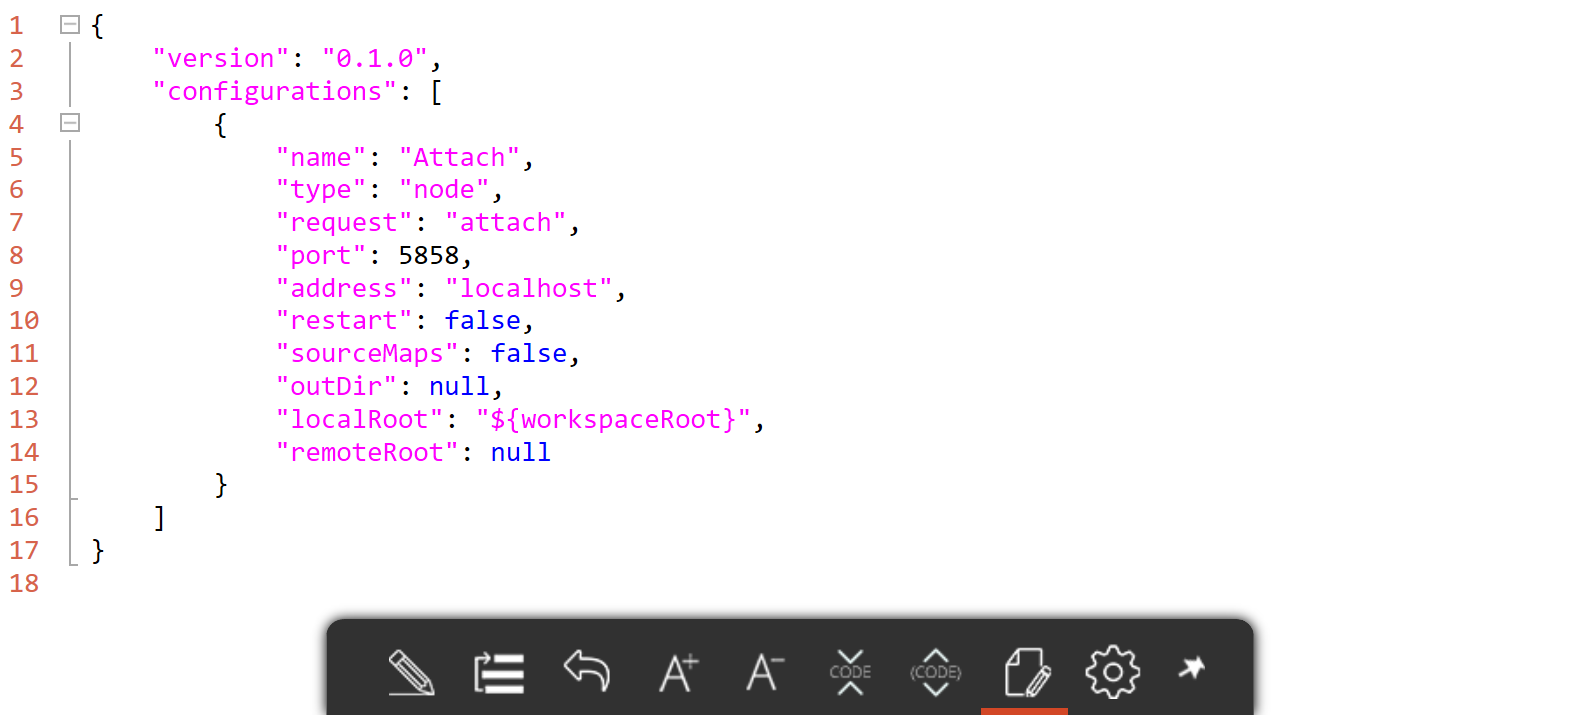 1 {
2     "version": "0.1.0",
3     "configurations": [
4         {
5             "name": "Attach",
6             "type": "node",
7             "request": "attach",
8             "port": 5858,
9             "address": "localhost",
10             "restart": false,
11             "sourceMaps": false,
12             "outDir": null,
13             "localRoot": "${workspaceRoot}",
14             "remoteRoot": null
15         }
16     ]
17 }
18
A+ A- CODE (CODE)